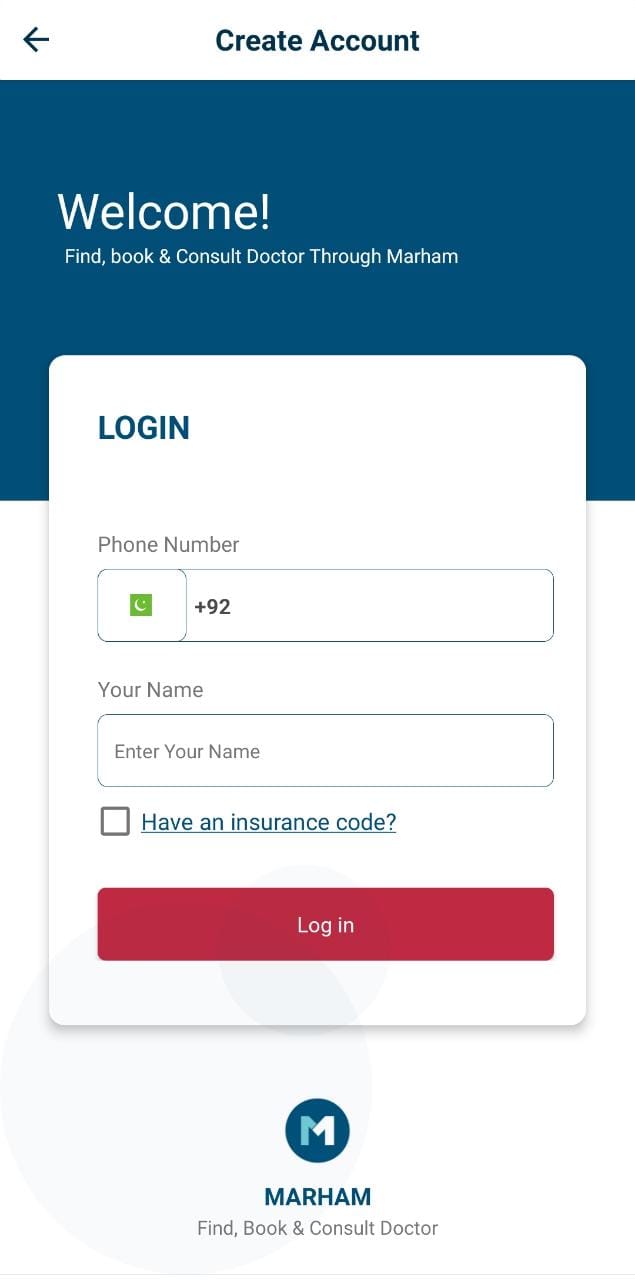 Create Account
Welcome!
Find, book & Consult Doctor Through Marham
LOGIN
Phone Number
+92
Your Name
Enter Your Name
Have an insurance code?
Log in
M
MARHAM
Find, Book & Consult Doctor